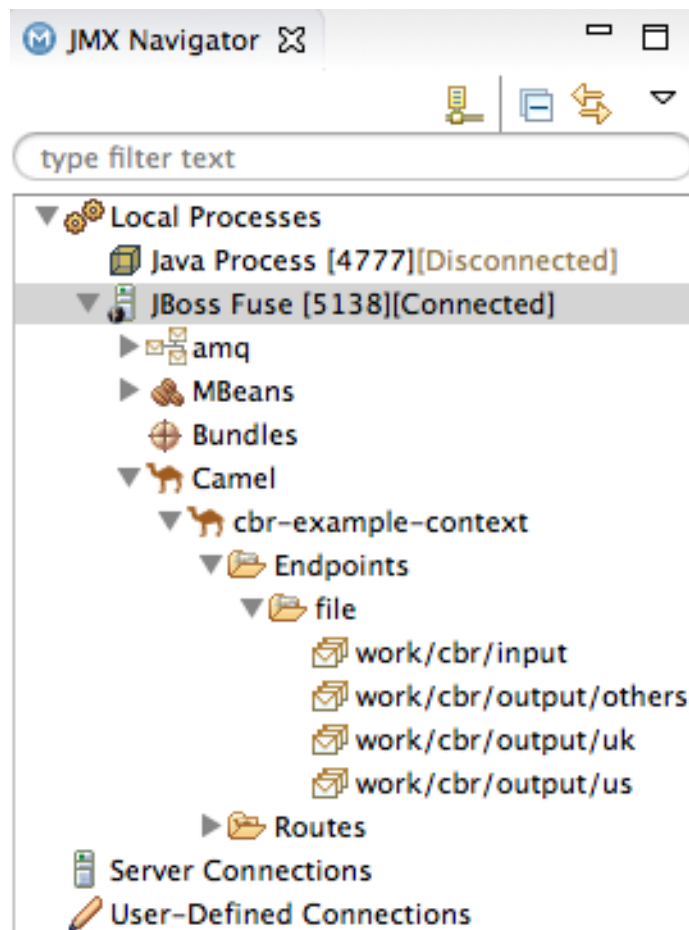 JMX Navigator
type filter text
Local Processes
Java Process [4777][Disconnected]
JBoss Fuse [5138][Connected]
amq
MBeans
Bundles
Camel
cbr-example-context
Endpoints
file
work/cbr/input
work/cbr/output/others
work/cbr/output/uk
work/cbr/output/us
Routes
Server Connections
User-Defined Connections